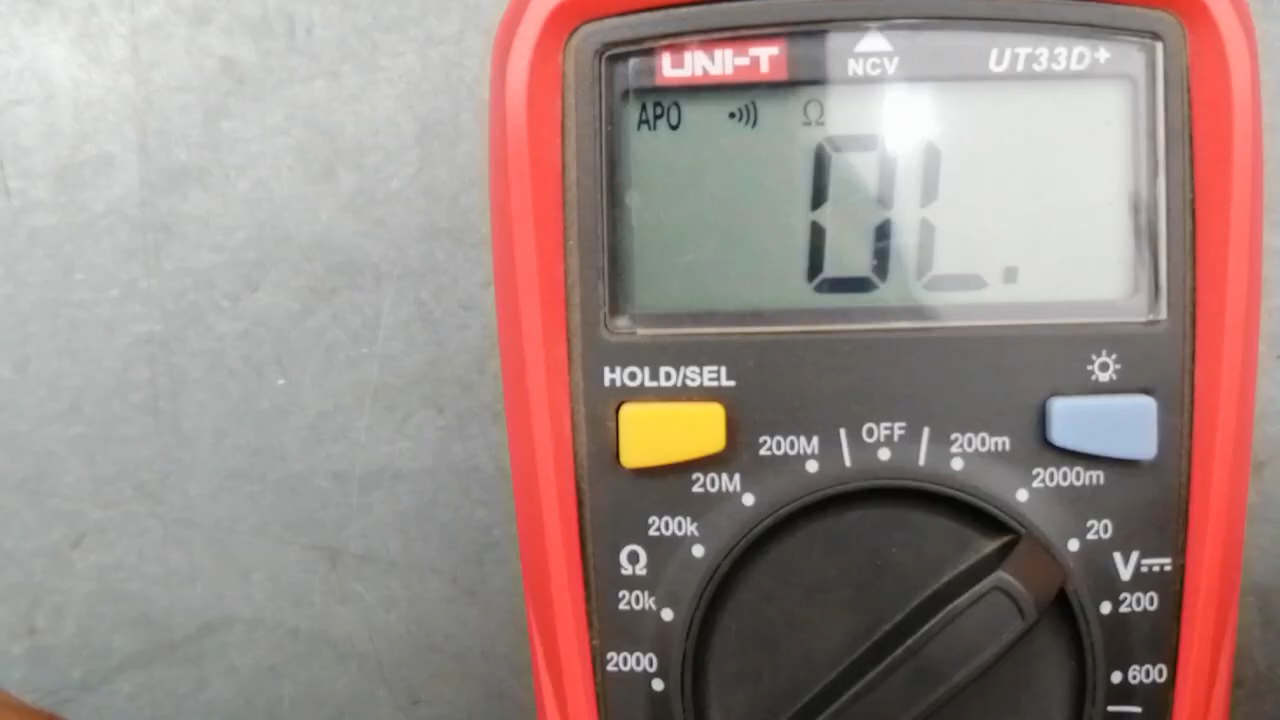 UNI-T NCV UT33D+
APO Ω
OL.
HOLD/SEL
200M OFF 200m
20M 2000m
200k 20
Ω V
20k 200
2000 600